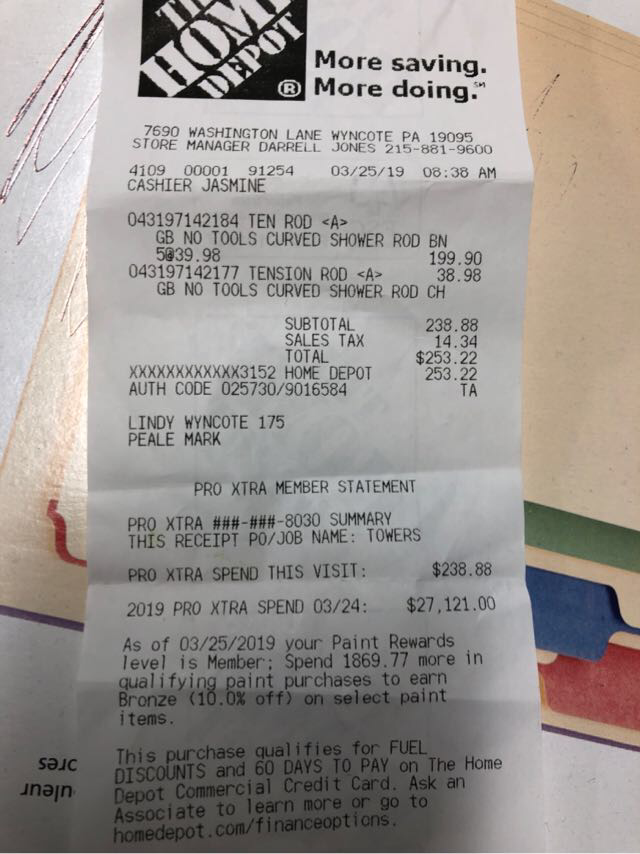 THE
HOME
DEPOT
®
More saving.
More doing.℠
7690 WASHINGTON LANE WYNCOTE PA 19095
STORE MANAGER DARRELL JONES 215-881-9600
4109 00001 91254 03/25/19 08:38 AM
CASHIER JASMINE
043197142184 TEN ROD <A>
GB NO TOOLS CURVED SHOWER ROD BN
5@39.98 199.90
043197142177 TENSION ROD <A> 38.98
GB NO TOOLS CURVED SHOWER ROD CH
SUBTOTAL 238.88
SALES TAX 14.34
TOTAL $253.22
XXXXXXXXXXXX3152 HOME DEPOT 253.22
AUTH CODE 025730/9016584 TA
LINDY WYNCOTE 175
PEALE MARK
PRO XTRA MEMBER STATEMENT
PRO XTRA ###-###-8030 SUMMARY
THIS RECEIPT PO/JOB NAME: TOWERS
PRO XTRA SPEND THIS VISIT: $238.88
2019 PRO XTRA SPEND 03/24: $27,121.00
As of 03/25/2019 your Paint Rewards
level is Member; Spend 1869.77 more in
qualifying paint purchases to earn
Bronze (10.0% off) on select paint
items.
This purchase qualifies for FUEL
DISCOUNTS and 60 DAYS TO PAY on The Home
Depot Commercial Credit Card. Ask an
Associate to learn more or go to
homedepot.com/financeoptions.